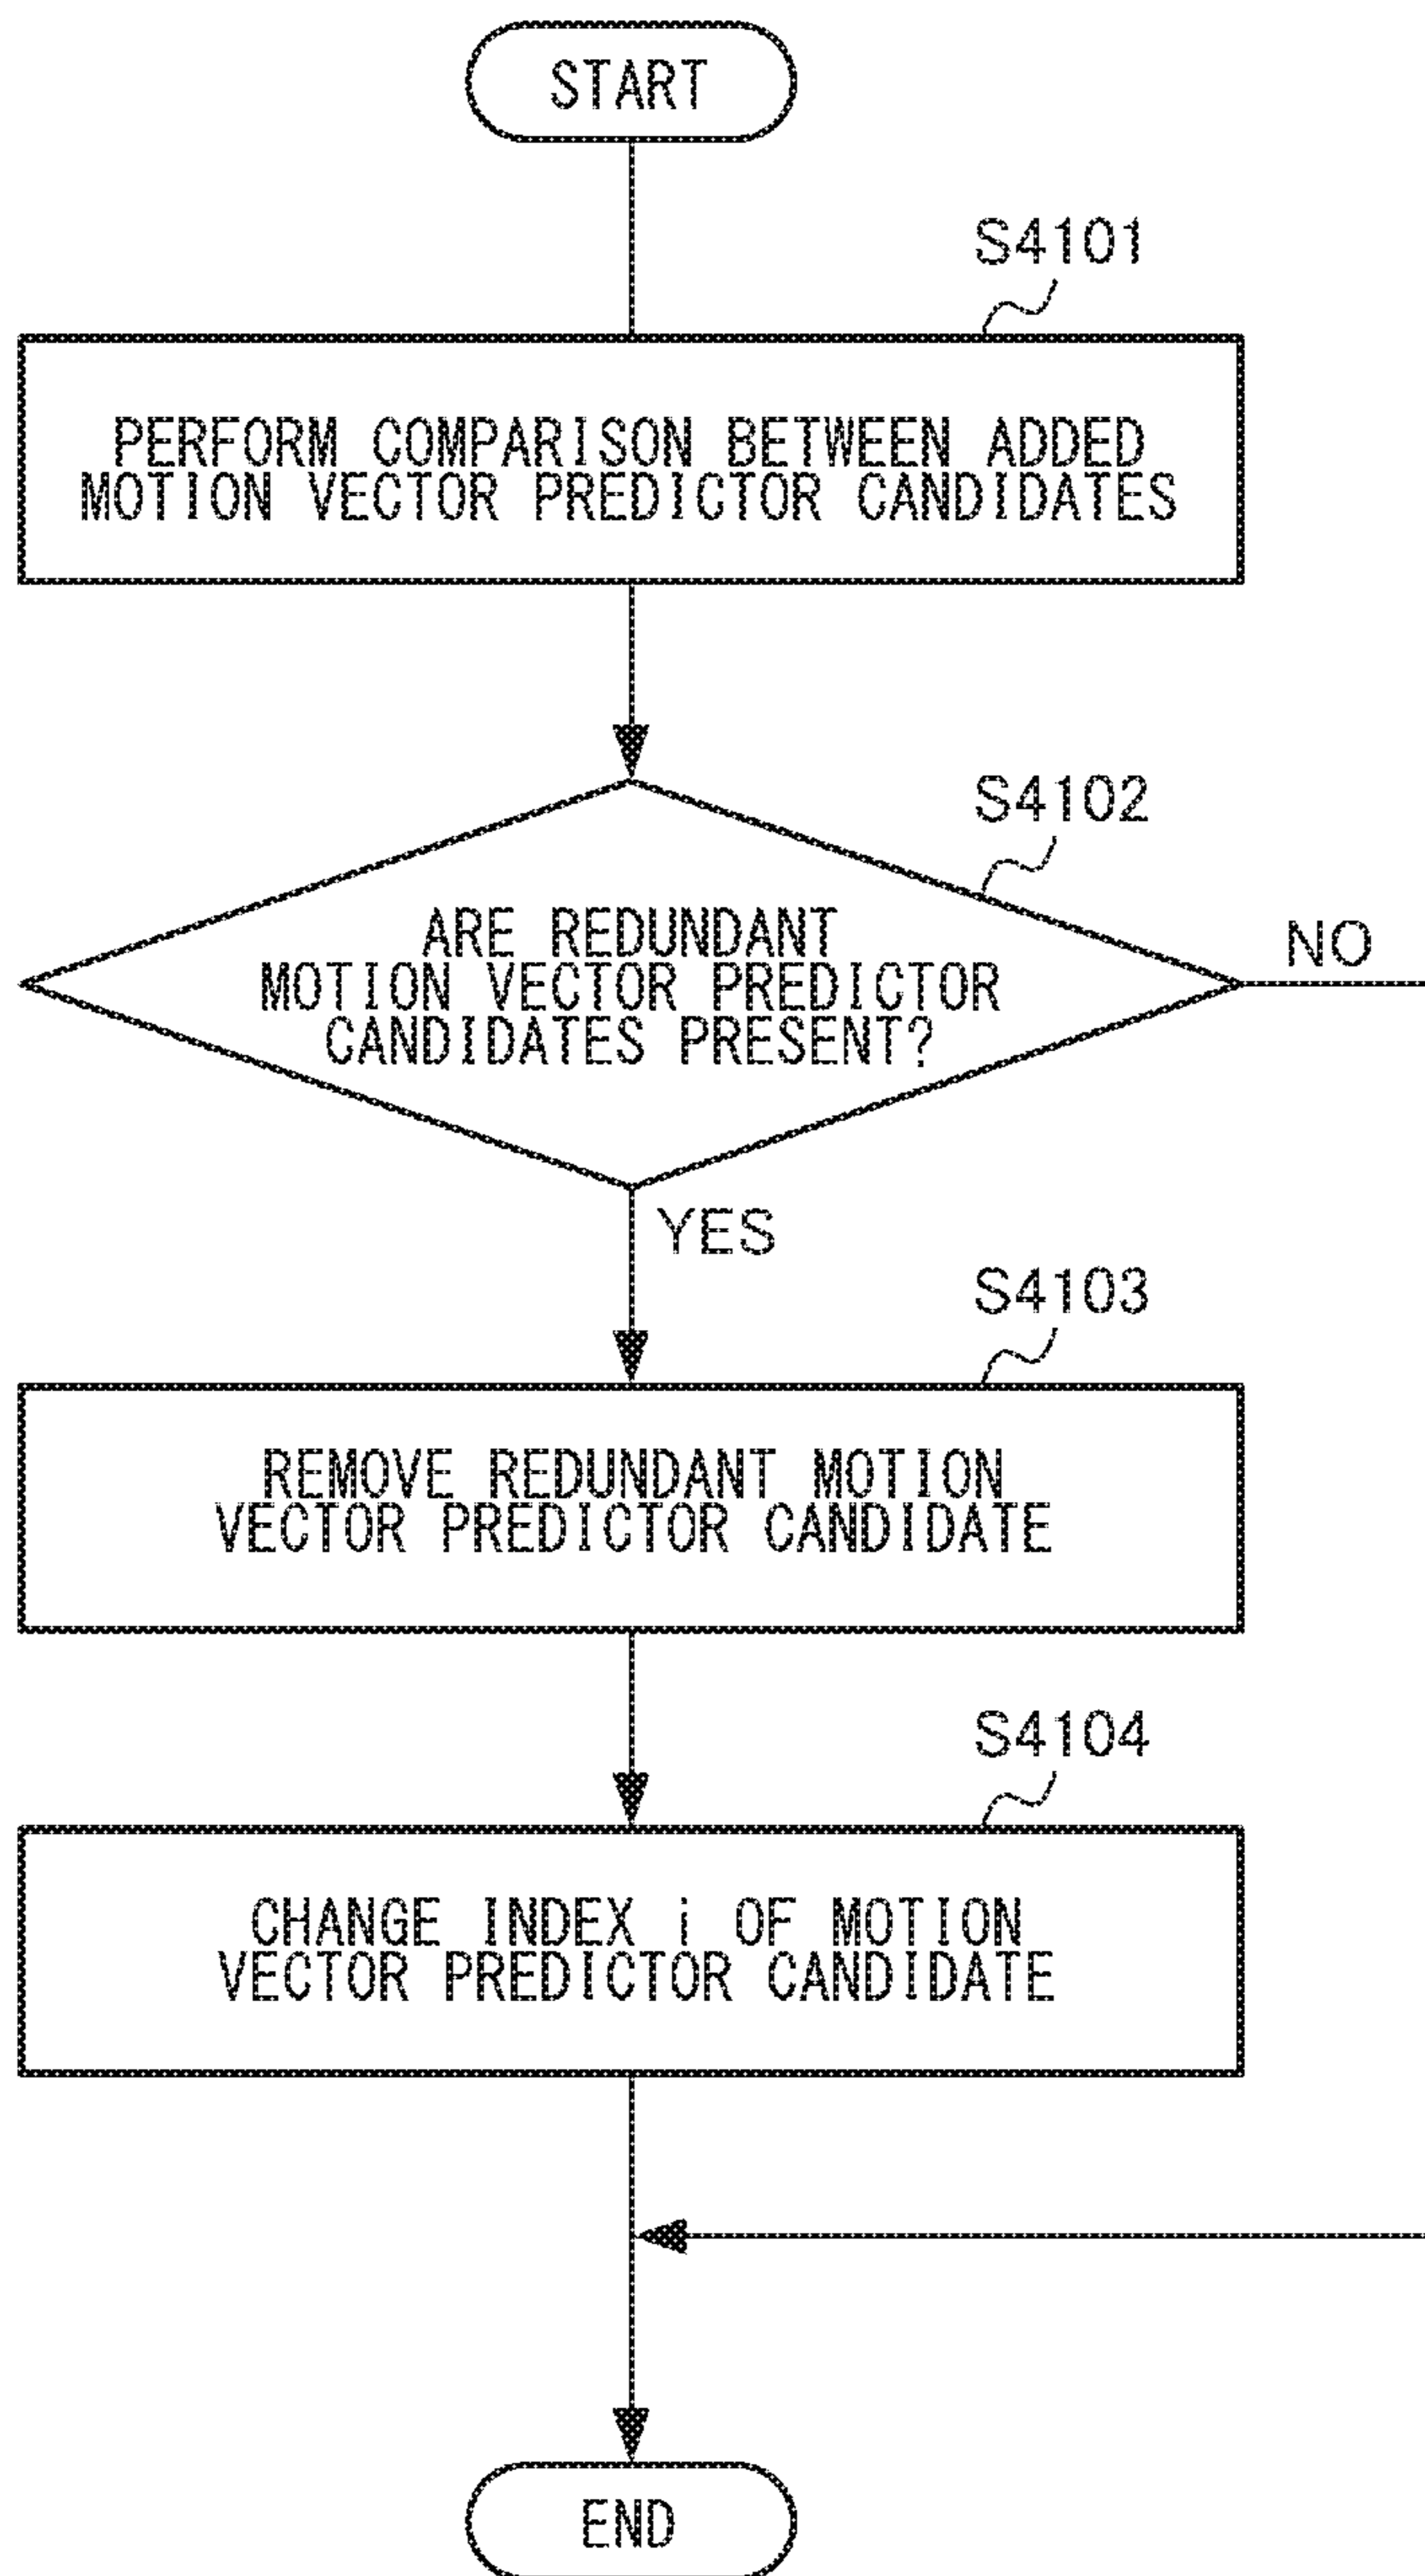 START
S4101
PERFORM COMPARISON BETWEEN ADDED
MOTION VECTOR PREDICTOR CANDIDATES
S4102
ARE REDUNDANT
MOTION VECTOR PREDICTOR
CANDIDATES PRESENT?
NO
YES
S4103
REMOVE REDUNDANT MOTION
VECTOR PREDICTOR CANDIDATE
S4104
CHANGE INDEX i OF MOTION
VECTOR PREDICTOR CANDIDATE
END